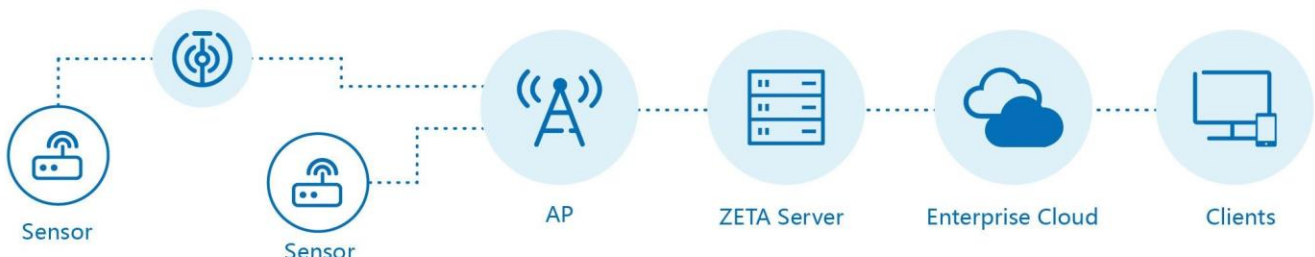 Sensor
Sensor
AP
ZETA Server
Enterprise Cloud
Clients